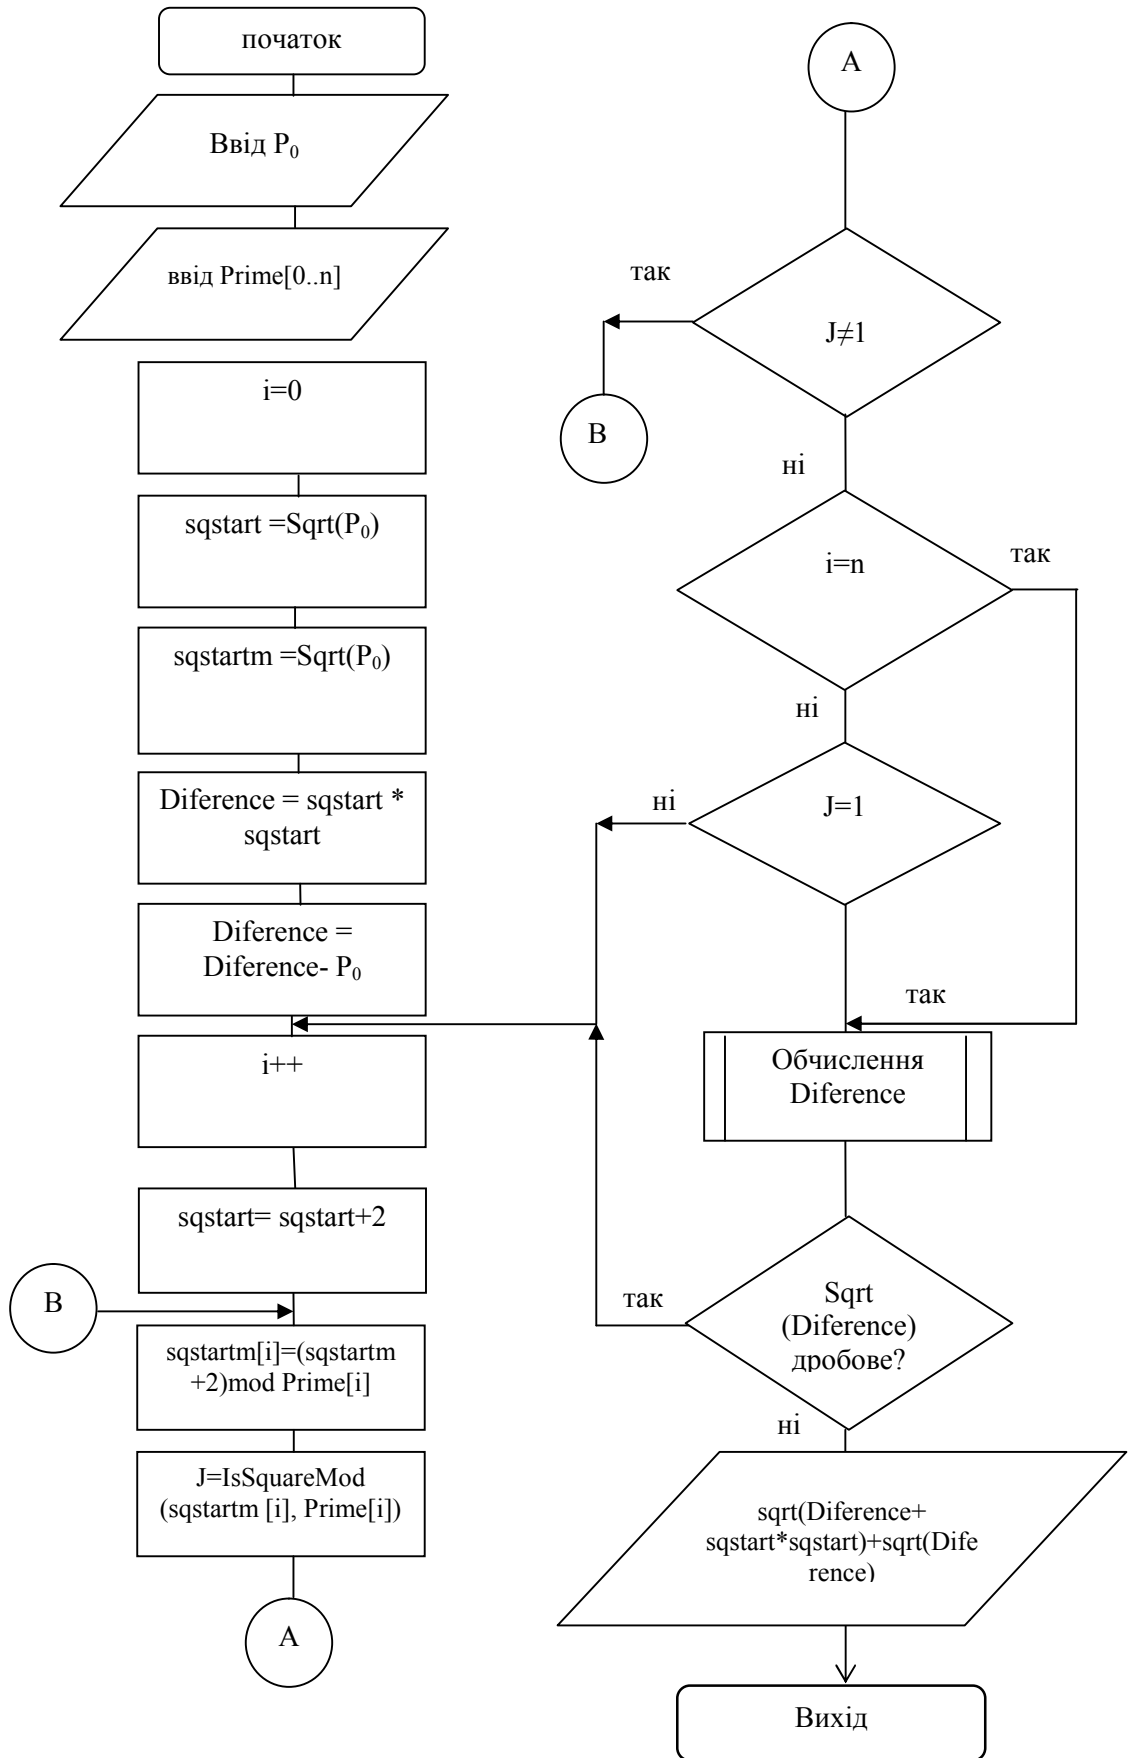 початок
Ввід P₀
ввід Prime[0..n]
i=0
sqstart =Sqrt(P₀)
sqstartm =Sqrt(P₀)
Diference = sqstart *
sqstart
Diference =
Diference- P₀
i++
sqstart= sqstart+2
B
sqstartm[i]=(sqstartm
+2)mod Prime[i]
J=IsSquareMod
(sqstartm [i], Prime[i])
A
A
так
J≠1
B
ні
i=n
так
ні
ні
J=1
так
Обчислення
Diference
так
Sqrt
(Diference)
дробове?
ні
sqrt(Diference+
sqstart*sqstart)+sqrt(Dife
rence)
Вихід